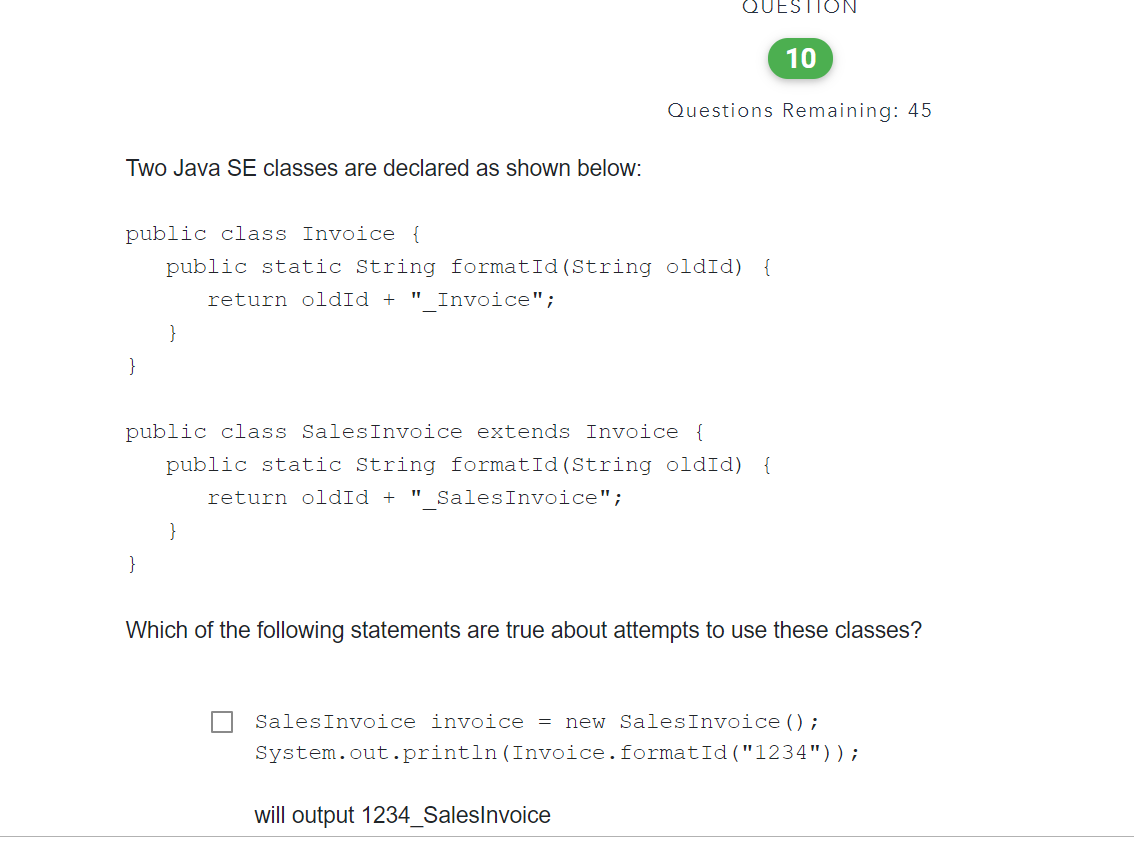 QUESTION
10
Questions Remaining: 45
Two Java SE classes are declared as shown below:
public class Invoice {
public static String formatId(String oldId) {
return oldId + "_Invoice";
}
}
public class SalesInvoice extends Invoice {
public static String formatId(String oldId) {
return oldId + "_SalesInvoice";
}
}
Which of the following statements are true about attempts to use these classes?
SalesInvoice invoice = new SalesInvoice();
System.out.println(Invoice.formatId("1234"));
will output 1234_SalesInvoice